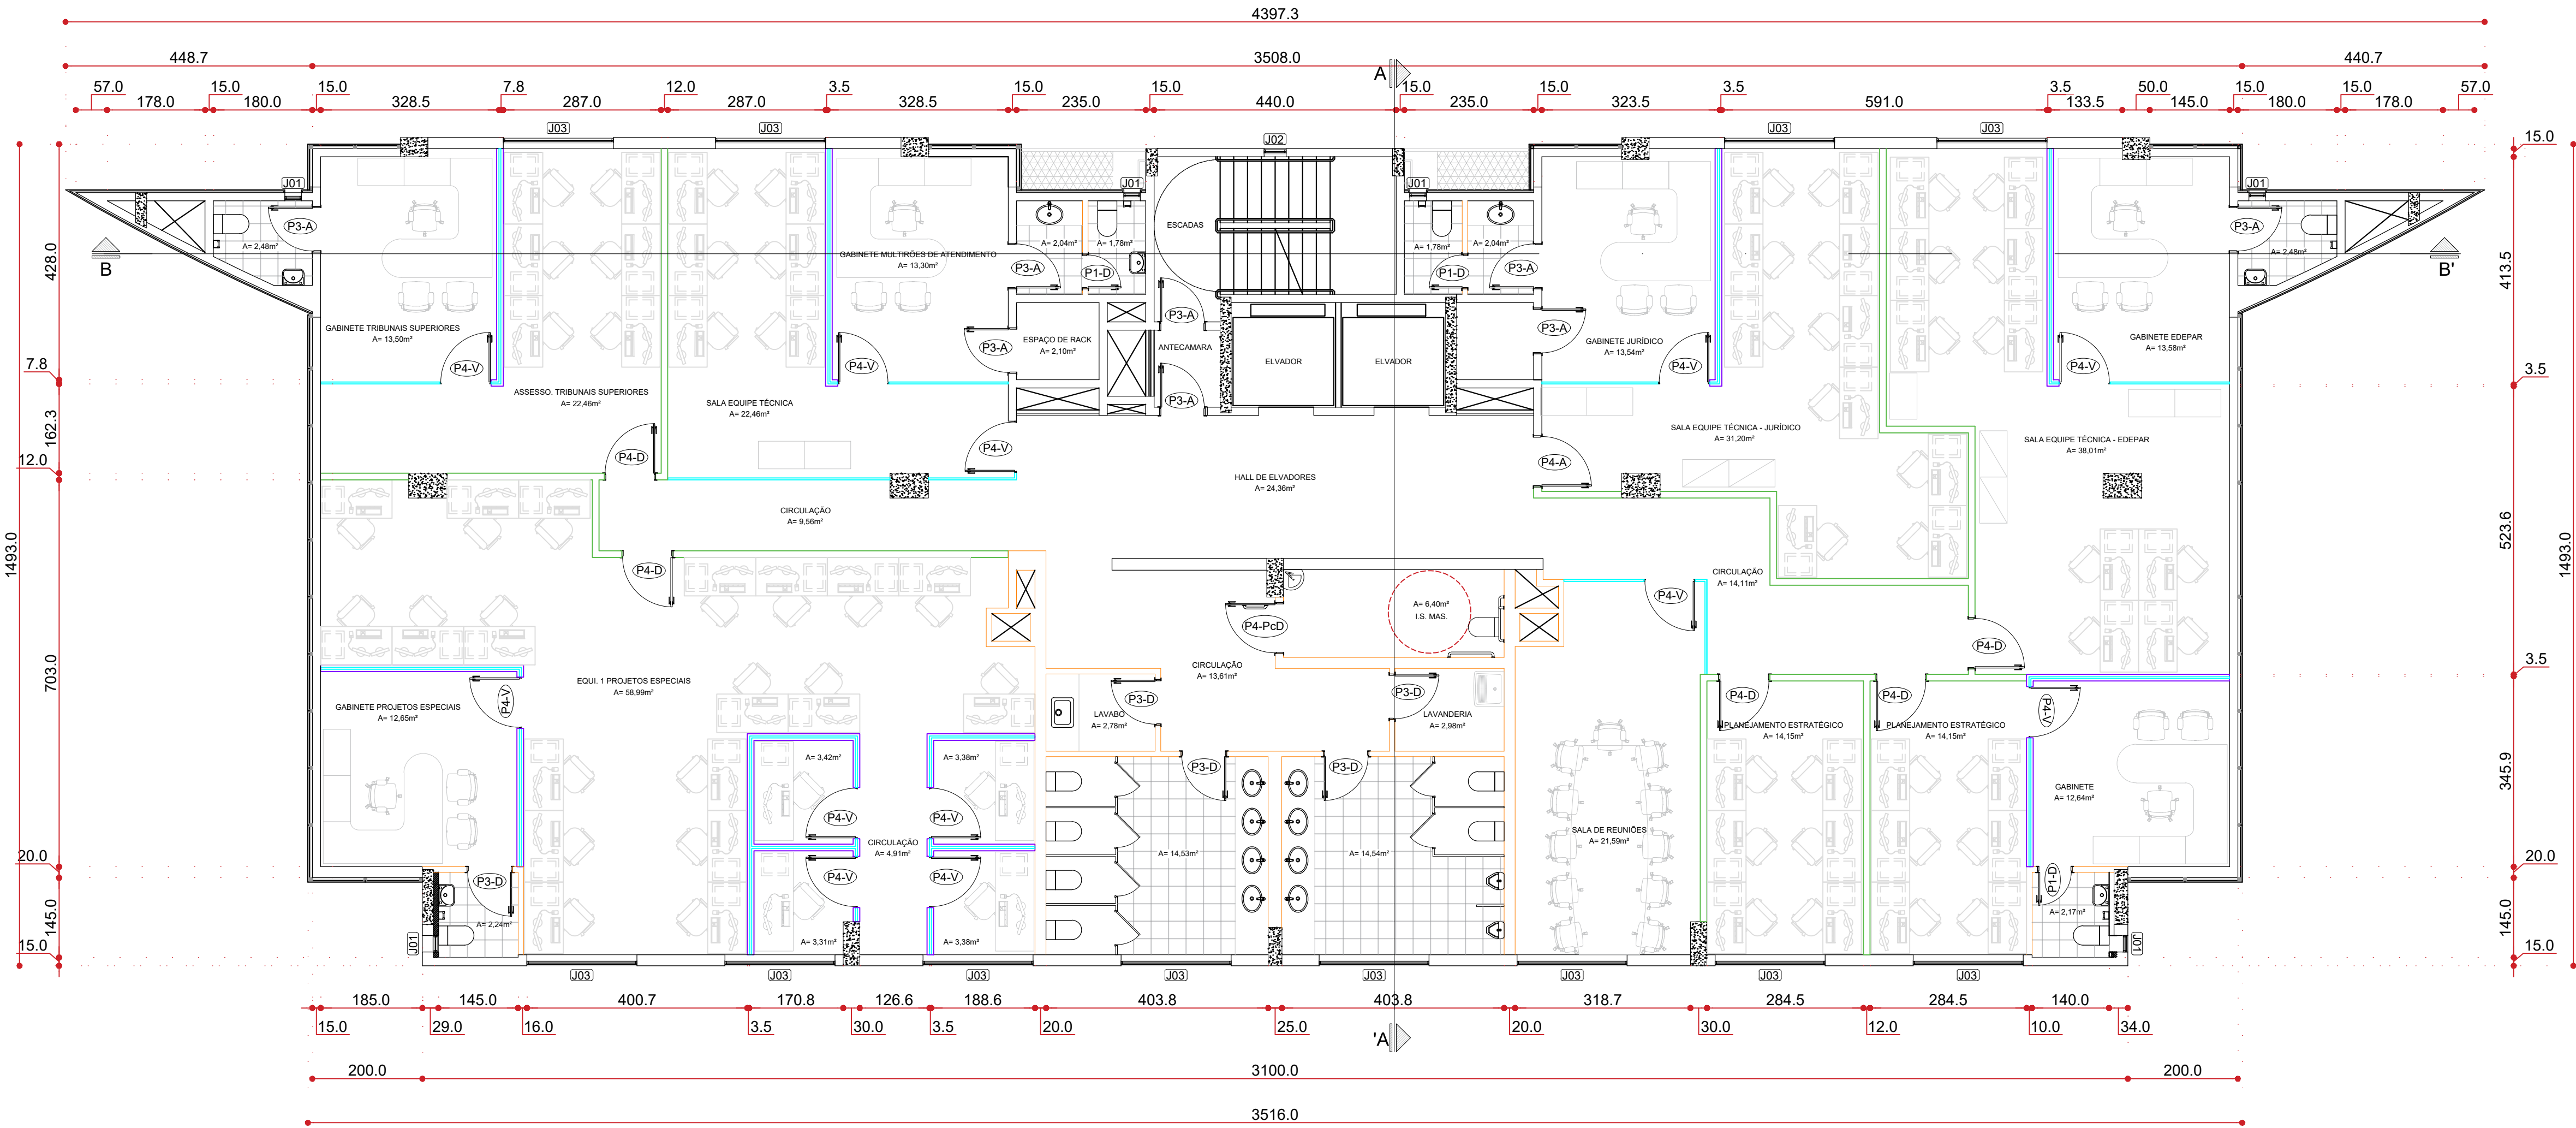 4397.3
448.7
3508.0
440.7
A
57.0
15.0
15.0
7.8
12.0
3.5
15.0
15.0
15.0
15.0
3.5
3.5
50.0
15.0
15.0
57.0
178.0
180.0
328.5
287.0
287.0
328.5
235.0
440.0
235.0
323.5
591.0
133.5
145.0
180.0
178.0
J03
J03
J02
J03
J03
15.0
J01
J01
J01
J01
P3-A
A= 2,48m²
A= 2,04m²
A= 1,78m²
ESCADAS
A= 1,78m²
A= 2,04m²
P3-A
A= 2,48m²
B
B'
428.0
413.5
GABINETE MULTIRÕES DE ATENDIMENTO
A= 13,30m²
P3-A
P1-D
P1-D
P3-A
GABINETE TRIBUNAIS SUPERIORES
A= 13,50m²
P4-V
P4-V
P3-A
ESPAÇO DE RACK
A= 2,10m²
P3-A
ANTECAMARA
P3-A
ELVADOR
ELVADOR
P3-A
GABINETE JURÍDICO
A= 13,54m²
P4-V
P4-V
GABINETE EDEPAR
A= 13,58m²
7.8
3.5
ASSESSO. TRIBUNAIS SUPERIORES
A= 22,46m²
SALA EQUIPE TÉCNICA
A= 22,46m²
162.3
P4-D
P4-V
P4-A
SALA EQUIPE TÉCNICA - JURÍDICO
A= 31,20m²
SALA EQUIPE TÉCNICA - EDEPAR
A= 38,01m²
12.0
HALL DE ELVADORES
A= 24,36m²
CIRCULAÇÃO
A= 9,56m²
1493.0
523.6
1493.0
P4-D
CIRCULAÇÃO
A= 14,11m²
P4-V
A= 6,40m²
I.S. MAS.
P4-PcD
P4-D
703.0
3.5
EQUI. 1 PROJETOS ESPECIAIS
A= 58,99m²
CIRCULAÇÃO
A= 13,61m²
GABINETE PROJETOS ESPECIAIS
A= 12,65m²
P4-V
P3-D
P3-D
P4-D
P4-D
P4-V
LAVABO
A= 2,78m²
LAVANDERIA
A= 2,98m²
PLANEJAMENTO ESTRATÉGICO
A= 14,15m²
PLANEJAMENTO ESTRATÉGICO
A= 14,15m²
A= 3,42m²
A= 3,38m²
P3-D
P3-D
345.9
GABINETE
A= 12,64m²
P4-V
P4-V
CIRCULAÇÃO
A= 4,91m²
SALA DE REUNIÕES
A= 21,59m²
A= 14,53m²
A= 14,54m²
20.0
20.0
P3-D
P4-V
P4-V
P1-D
145.0
145.0
A= 2,24m²
A= 3,31m²
A= 3,38m²
A= 2,17m²
15.0
15.0
J01
J01
J03
J03
J03
J03
J03
J03
J03
J03
185.0
145.0
400.7
170.8
126.6
188.6
403.8
403.8
318.7
284.5
284.5
140.0
15.0
29.0
16.0
3.5
30.0
3.5
20.0
25.0
20.0
30.0
12.0
10.0
34.0
'A
200.0
3100.0
200.0
3516.0